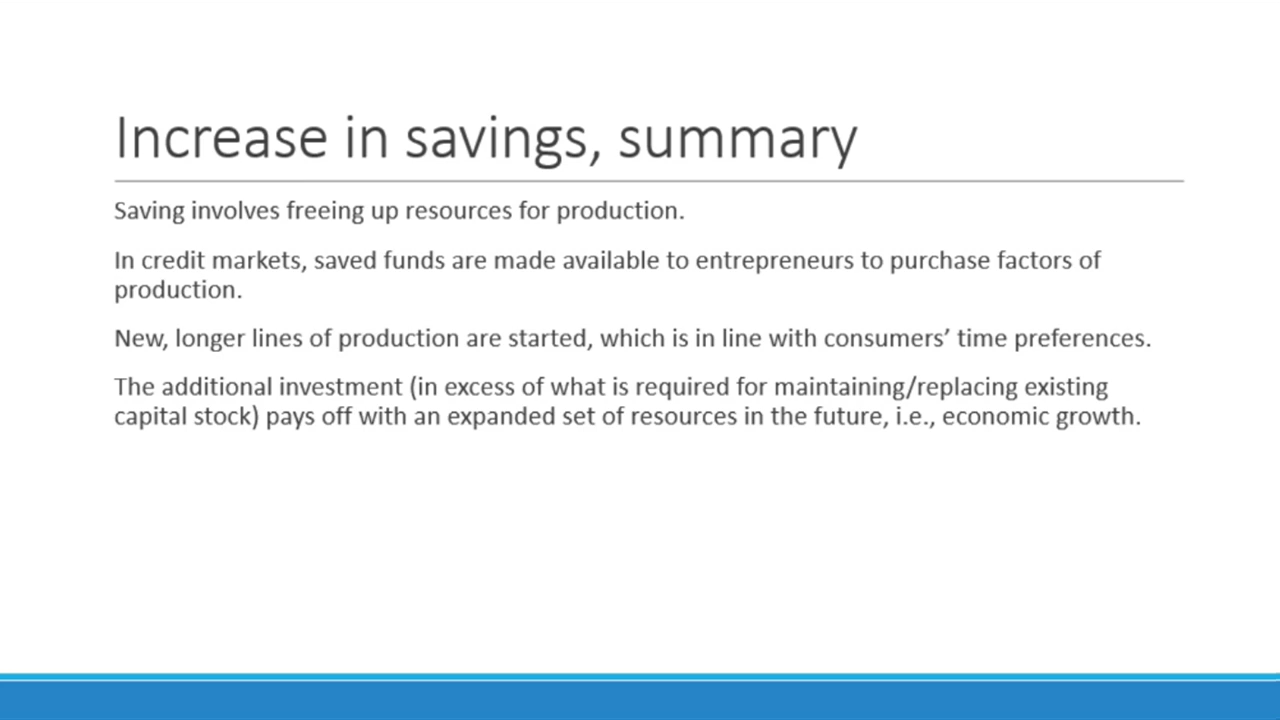 Increase in savings, summary
Saving involves freeing up resources for production.
In credit markets, saved funds are made available to entrepreneurs to purchase factors of
production.
New, longer lines of production are started, which is in line with consumers’ time preferences.
The additional investment (in excess of what is required for maintaining/replacing existing
capital stock) pays off with an expanded set of resources in the future, i.e., economic growth.